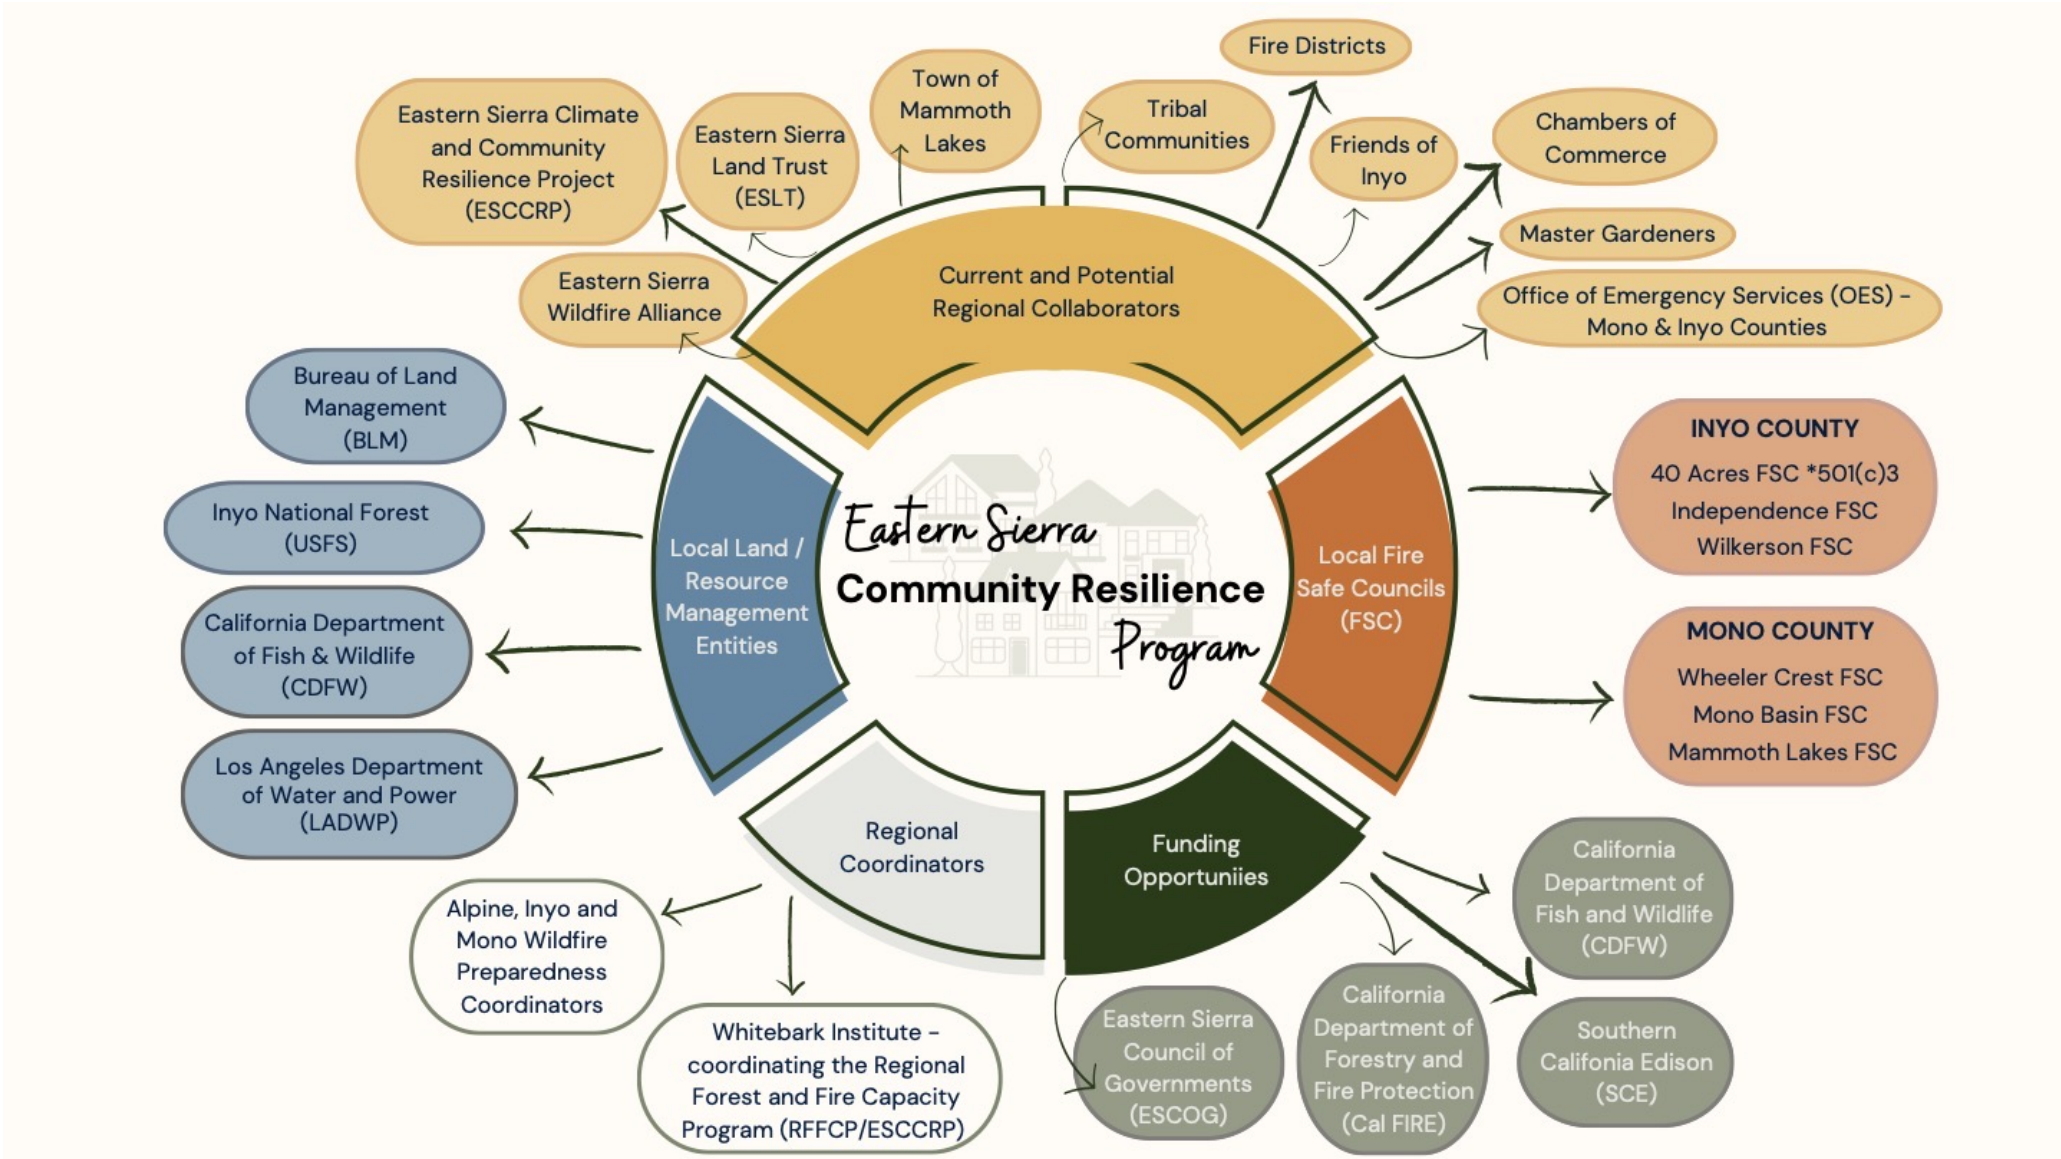 Fire Districts
Town of
Mammoth
Lakes
Tribal
Communities
Eastern Sierra Climate
and Community
Resilience Project
(ESCCRP)
Eastern Sierra
Land Trust
(ESLT)
Friends of
Inyo
Chambers of
Commerce
Master Gardeners
Eastern Sierra
Wildfire Alliance
Office of Emergency Services (OES) -
Mono & Inyo Counties
Current and Potential
Regional Collaborators
Bureau of Land
Management
(BLM)
Inyo National Forest
(USFS)
California Department
of Fish & Wildlife
(CDFW)
Los Angeles Department
of Water and Power
(LADWP)
Local Land /
Resource
Management
Entities
Eastern Sierra
Community Resilience
Program
Local Fire
Safe Councils
(FSC)
INYO COUNTY
40 Acres FSC *501(c)3
Independence FSC
Wilkerson FSC
MONO COUNTY
Wheeler Crest FSC
Mono Basin FSC
Mammoth Lakes FSC
Regional
Coordinators
Funding
Opportuniies
Alpine, Inyo and
Mono Wildfire
Preparedness
Coordinators
Whitebark Institute -
coordinating the Regional
Forest and Fire Capacity
Program (RFFCP/ESCCRP)
Eastern Sierra
Council of
Governments
(ESCOG)
California
Department of
Forestry and
Fire Protection
(Cal FIRE)
California
Department of
Fish and Wildlife
(CDFW)
Southern
Califonia Edison
(SCE)